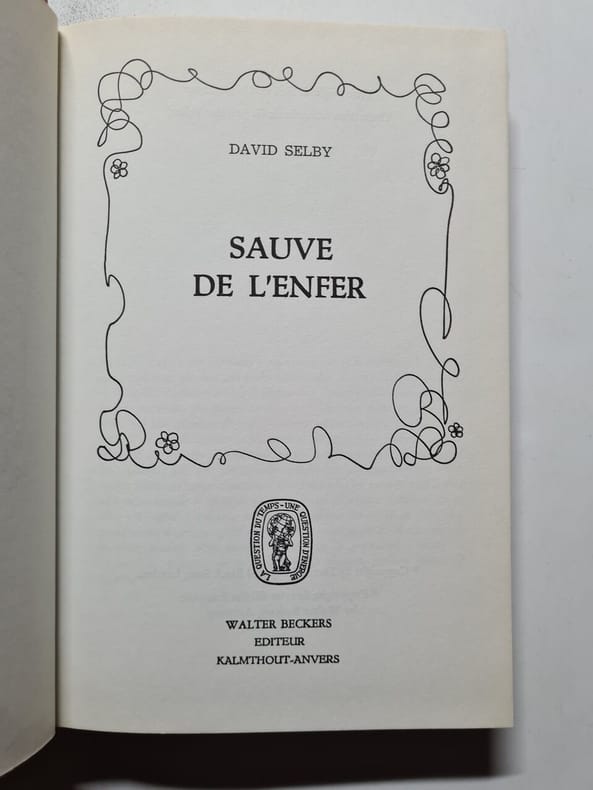 DAVID SELBY
SAUVE
DE L'ENFER
LA QUESTION DU TEMPS - UNE QUESTION D'ENERGIE
WALTER BECKERS
EDITEUR
KALMTHOUT-ANVERS